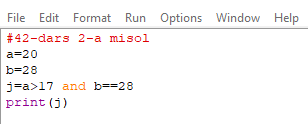 File Edit Format Run Options Window Help
#42-dars 2-a misol
a=20
b=28
j=a>17 and b==28
print(j)